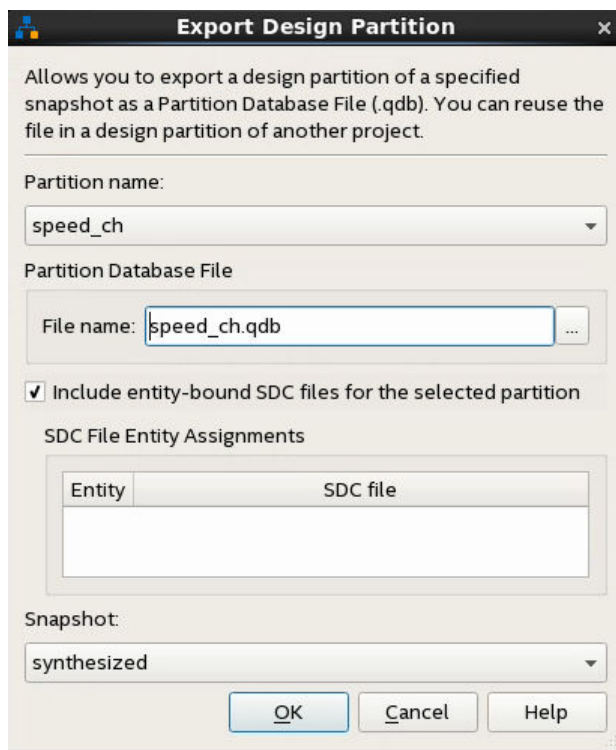 Export Design Partition
Allows you to export a design partition of a specified
snapshot as a Partition Database File (.qdb). You can reuse the
file in a design partition of another project.
Partition name:
speed_ch
Partition Database File
File name: speed_ch.qdb ...
Include entity-bound SDC files for the selected partition
SDC File Entity Assignments
Entity SDC file
Snapshot:
synthesized
OK Cancel Help